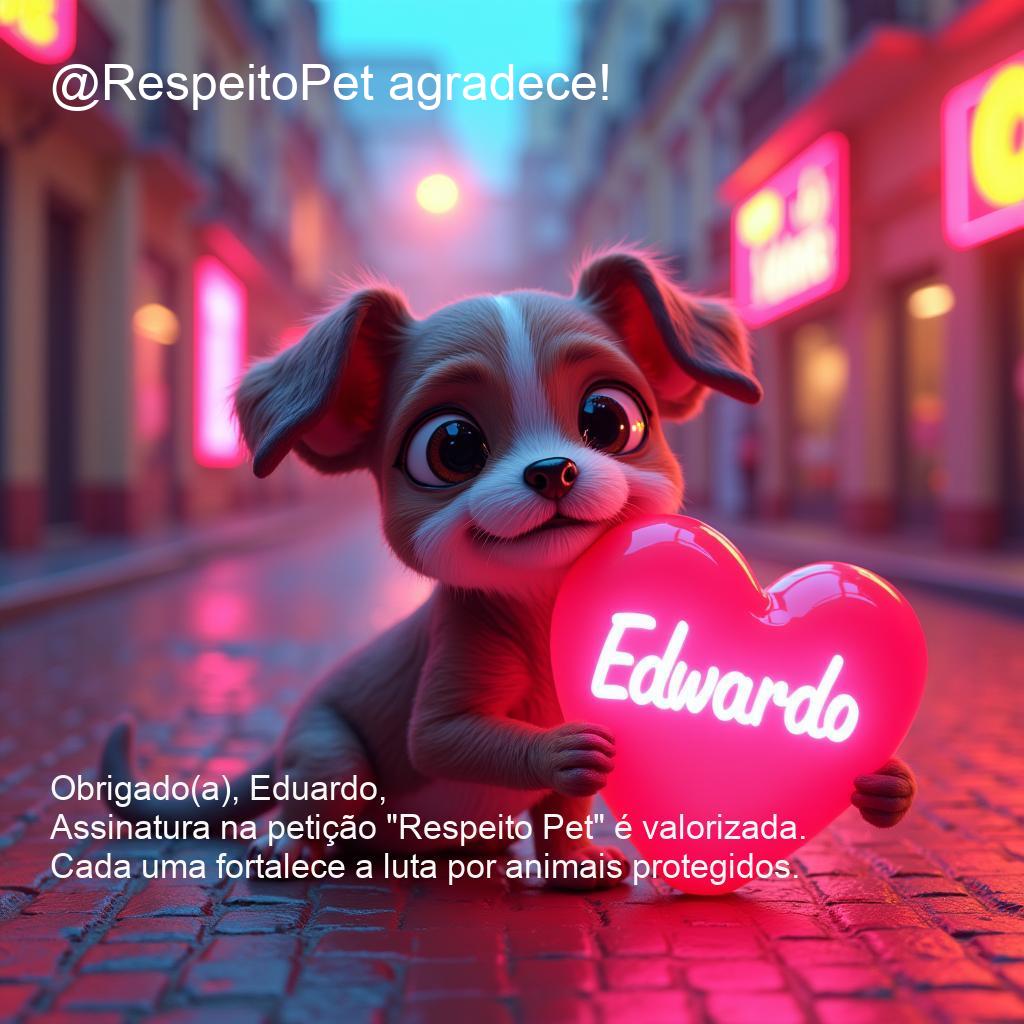 @RespeitoPet agradece!
Edwardo
Obrigado(a), Eduardo,
Assinatura na petição "Respeito Pet" é valorizada.
Cada uma fortalece a luta por animais protegidos.